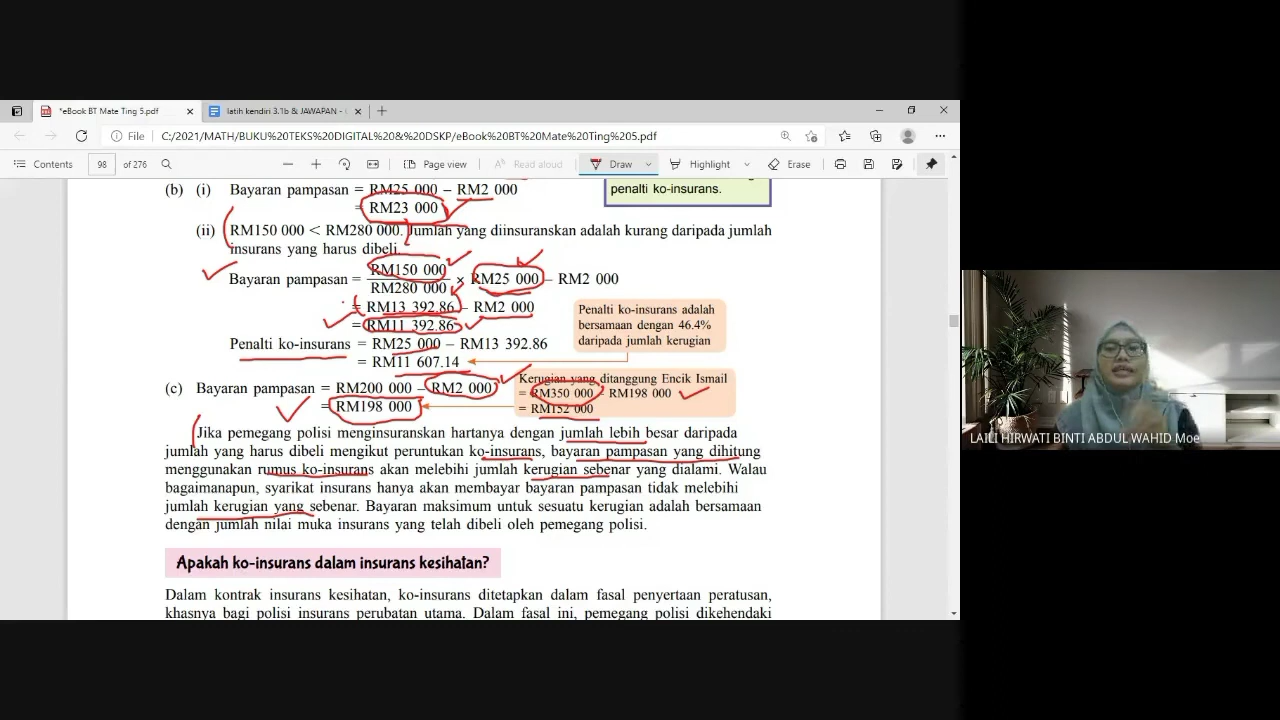 *eBook BT Mate Ting 5.pdf
latih kendiri 3.1b & JAWAPAN -
File
C:/2021/MATH/BUKU%20TEKS%20DIGITAL%20&%20DSKP/eBook%20BT%20Mate%20Ting%205.pdf
Contents 98 of 276 Page view Read aloud Draw Highlight Erase
(b) (i) Bayaran pampasan = RM25 000 – RM2 000
= RM23 000
penalti ko-insurans.
(ii) RM150 000 < RM280 000. Jumlah yang diinsuranskan adalah kurang daripada jumlah
insurans yang harus dibeli.
Bayaran pampasan = RM150 000 / RM280 000 × RM25 000 – RM2 000
= RM13 392.86 – RM2 000
= RM11 392.86
Penalti ko-insurans adalah
bersamaan dengan 46.4%
daripada jumlah kerugian
Penalti ko-insurans = RM25 000 – RM13 392.86
= RM11 607.14
(c) Bayaran pampasan = RM200 000 – RM2 000
= RM198 000
Kerugian yang ditanggung Encik Ismail
= RM350 000 – RM198 000
= RM152 000
Jika pemegang polisi menginsuranskan hartanya dengan jumlah lebih besar daripada
jumlah yang harus dibeli mengikut peruntukan ko-insurans, bayaran pampasan yang dihitung
menggunakan rumus ko-insurans akan melebihi jumlah kerugian sebenar yang dialami. Walau
bagaimanapun, syarikat insurans hanya akan membayar bayaran pampasan tidak melebihi
jumlah kerugian yang sebenar. Bayaran maksimum untuk sesuatu kerugian adalah bersamaan
dengan jumlah nilai muka insurans yang telah dibeli oleh pemegang polisi.
Apakah ko-insurans dalam insurans kesihatan?
Dalam kontrak insurans kesihatan, ko-insurans ditetapkan dalam fasal penyertaan peratusan,
khasnya bagi polisi insurans perubatan utama. Dalam fasal ini, pemegang polisi dikehendaki
LAILI HIRWATI BINTI ABDUL WAHID Moe